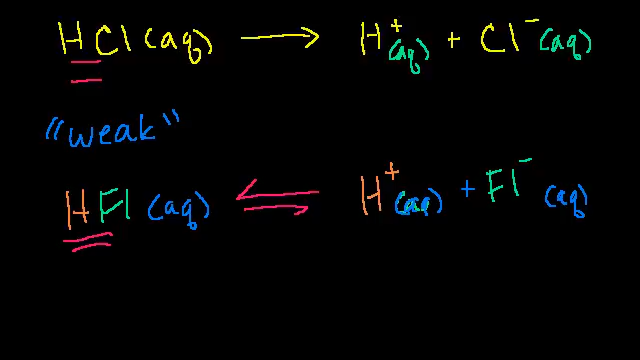 HCl (aq) → H⁺(aq) + Cl⁻(aq)
"weak"
HFl (aq) ⇌ H⁺(aq) + Fl⁻ (aq)